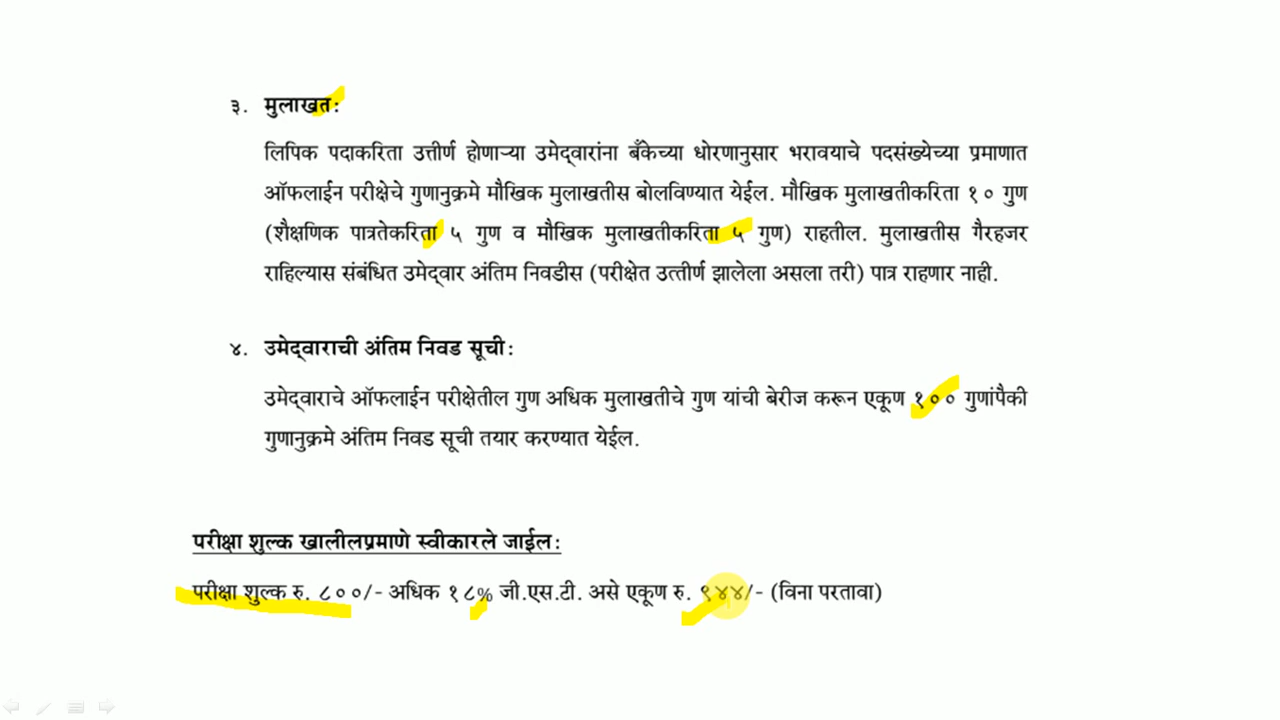 ३. मुलाखत:
लिपिक पदाकरिता उत्तीर्ण होणाऱ्या उमेद्‌वारांना बँकेच्या धोरणानुसार भरावयाचे पदसंख्येच्या प्रमाणात
ऑफलाईन परीक्षेचे गुणानुक्रमे मौखिक मुलाखतीस बोलविण्यात येईल. मौखिक मुलाखतीकरिता १० गुण
(शैक्षणिक पात्रतेकरिता ५ गुण व मौखिक मुलाखतीकरिता ५ गुण) राहतील. मुलाखतीस गैरहजर
राहिल्यास संबंधित उमेद्‌वार अंतिम निवडीस (परीक्षेत उत्तीर्ण झालेला असला तरी) पात्र राहणार नाही.
४. उमेद्‌वाराची अंतिम निवड सूची:
उमेद्‌वाराचे ऑफलाईन परीक्षेतील गुण अधिक मुलाखतीचे गुण यांची बेरीज करून एकूण १०० गुणांपैकी
गुणानुक्रमे अंतिम निवड सूची तयार करण्यात येईल.
परीक्षा शुल्क खालीलप्रमाणे स्वीकारले जाईल:
परीक्षा शुल्क रु. ८००/- अधिक १८% जी.एस.टी. असे एकूण रु. ९४४/- (विना परतावा)